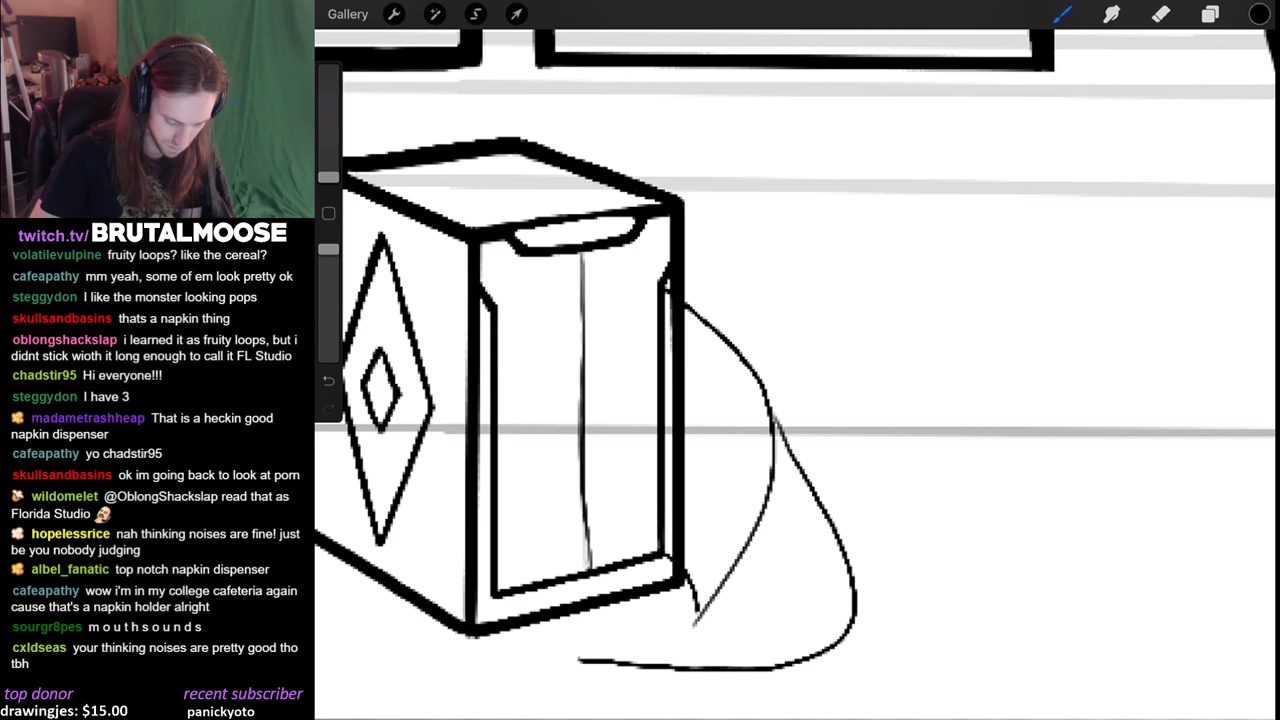 Gallery
twitch.tv/BRUTALMOOSE
volatilevulpine fruity loops? like the cereal?
cafeapathy mm yeah, some of em look pretty ok
steggydon I like the monster looking pops
skullsandbasins thats a napkin thing
oblongshackslap i learned it as fruity loops, but i
didnt stick wioth it long enough to call it FL Studio
chadstir95 Hi everyone!!!
steggydon I have 3
madametrashheap That is a heckin good
napkin dispenser
cafeapathy yo chadstir95
skullsandbasins ok im going back to look at porn
wildomelet @OblongShackslap read that as
Florida Studio
hopelessrice nah thinking noises are fine! just
be you nobody judging
albel_fanatic top notch napkin dispenser
cafeapathy wow i'm in my college cafeteria again
cause that's a napkin holder alright
sourgr8pes m o u t h s o u n d s
cxldseas your thinking noises are pretty good tho
tbh
top donor recent subscriber
drawingjes: $15.00 panickyoto